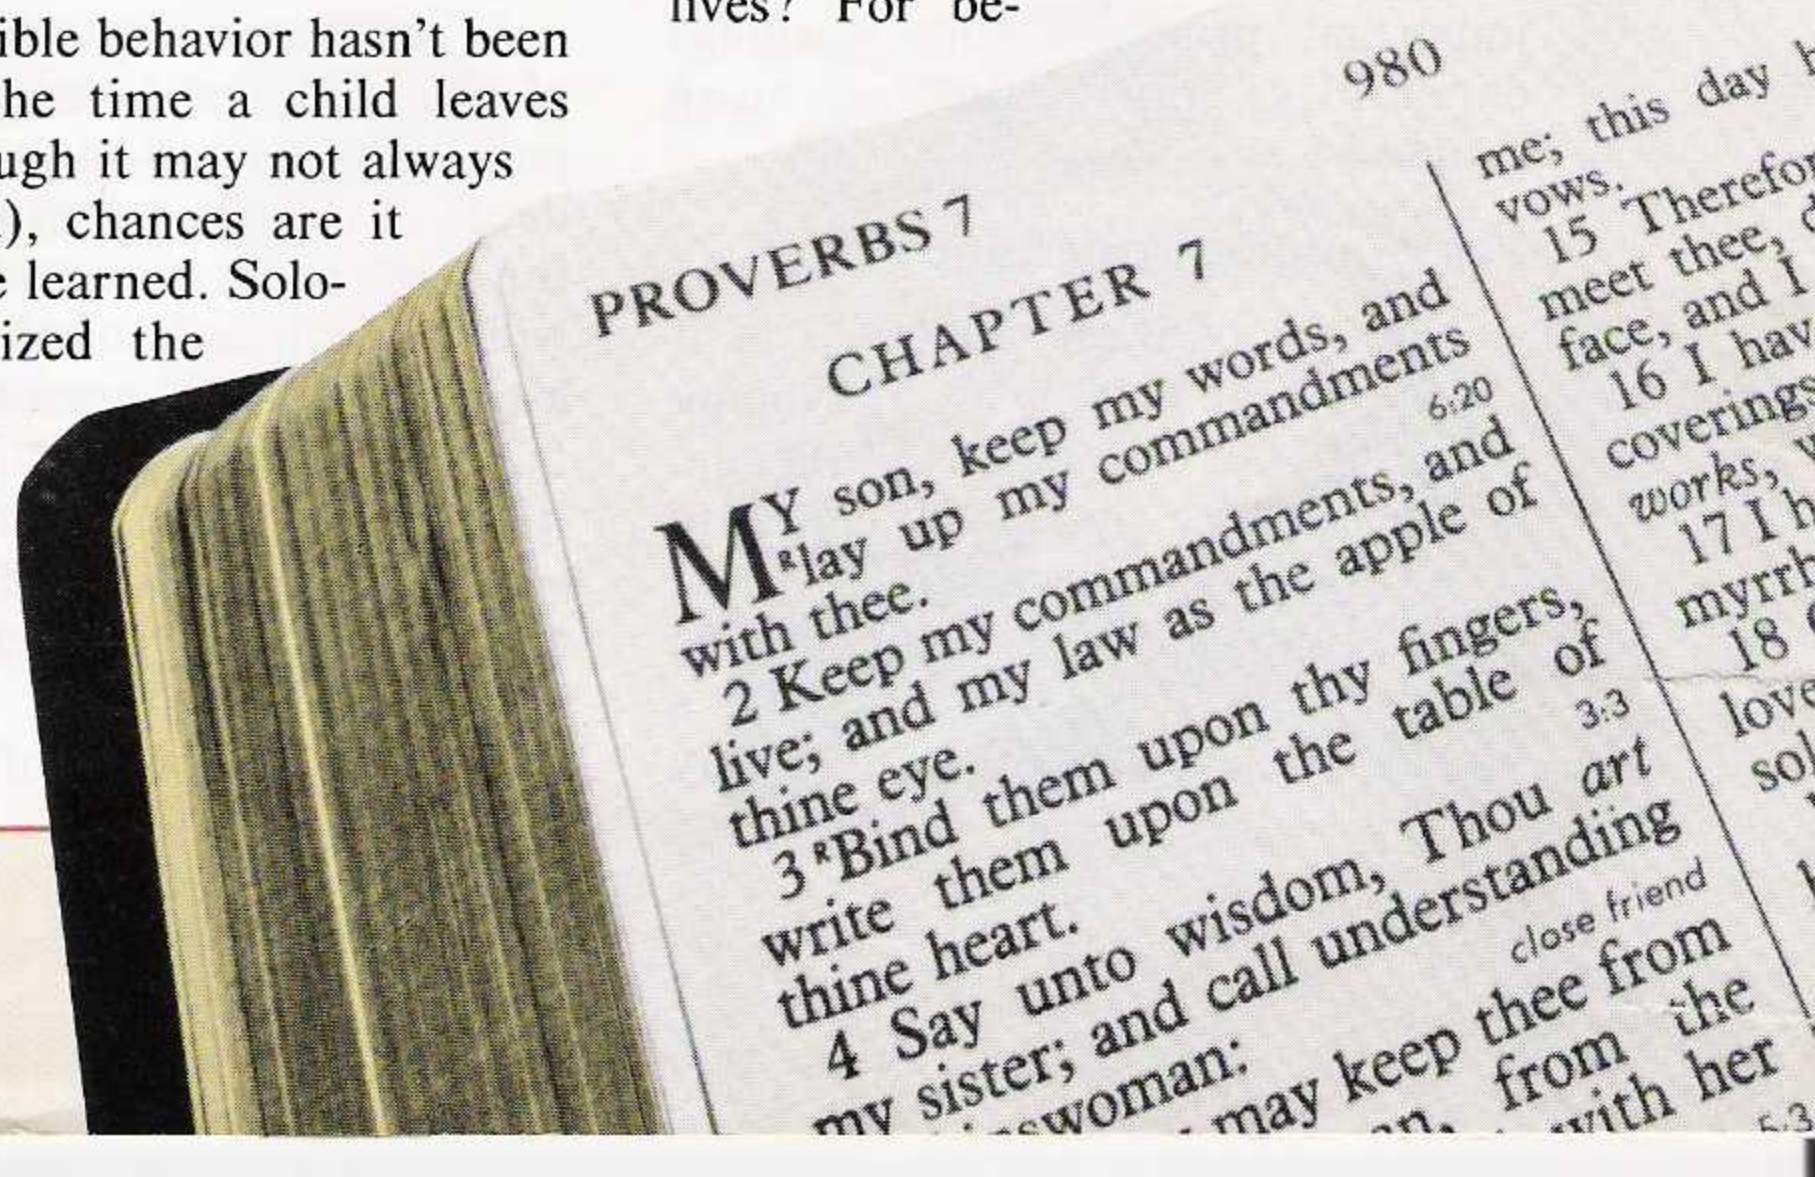 ible behavior hasn't been
he time a child leaves
ugh it may not always
), chances are it
e learned. Solo-
ized the
lives? For be-
980
PROVERBS 7
CHAPTER 7
MY son, keep my words, and
ᴿlay up my commandments
with thee. 6:20
2 Keep my commandments, and
live; and my law as the apple of
thine eye.
3 ᴿBind them upon thy fingers,
write them upon the table of
thine heart. 3:3
4 Say unto wisdom, Thou art
my sister; and call understanding
close friend
may keep thee from
from the
with her
5:3
me; this day
vows.
15 Therefor
meet thee,
face, and I
16 I hav
coverings
works,
17 I h
myrrh
18
love
sol